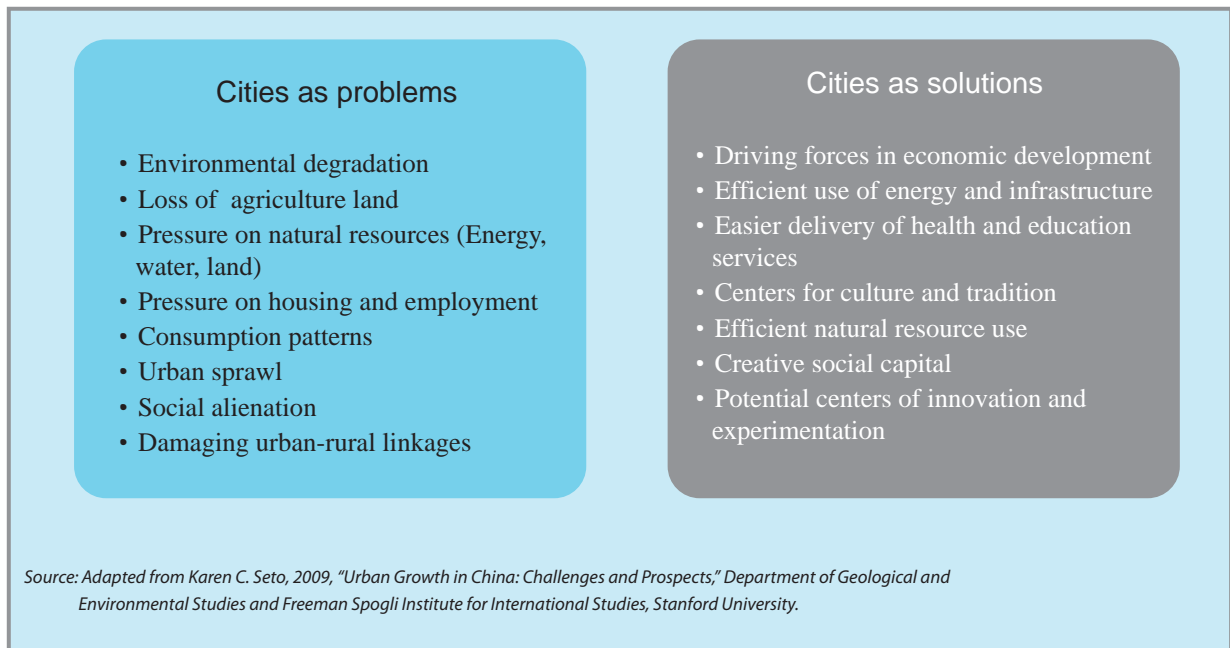 Cities as problems
• Environmental degradation
• Loss of agriculture land
• Pressure on natural resources (Energy,
water, land)
• Pressure on housing and employment
• Consumption patterns
• Urban sprawl
• Social alienation
• Damaging urban-rural linkages
Cities as solutions
• Driving forces in economic development
• Efficient use of energy and infrastructure
• Easier delivery of health and education
services
• Centers for culture and tradition
• Efficient natural resource use
• Creative social capital
• Potential centers of innovation and
experimentation
Source: Adapted from Karen C. Seto, 2009, “Urban Growth in China: Challenges and Prospects,” Department of Geological and
Environmental Studies and Freeman Spogli Institute for International Studies, Stanford University.